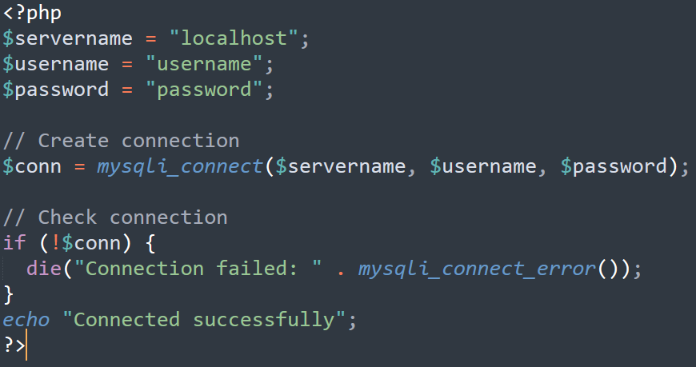 <?php
$servername = "localhost";
$username = "username";
$password = "password";

// Create connection
$conn = mysqli_connect($servername, $username, $password);

// Check connection
if (!$conn) {
  die("Connection failed: " . mysqli_connect_error());
}
echo "Connected successfully";
?>